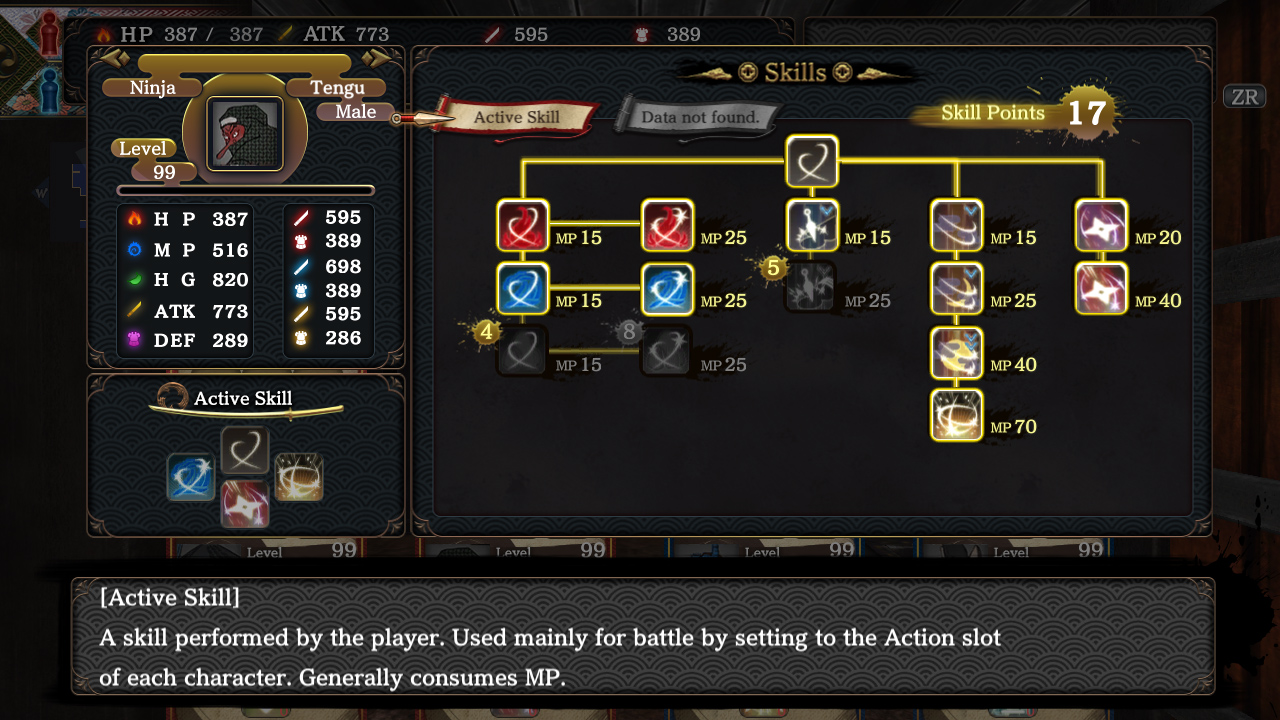 HP 387 / 387 ATK 773 595 389
Skills
Ninja Tengu
Male
Active Skill
Data not found.
Skill Points 17
ZR
Level
99
H P 387 595
389
M P 516
698
H G 820
389
ATK 773 595
DEF 289 286
MP 15 MP 25 MP 15 MP 15 MP 20
5
MP 15 MP 25 MP 25 MP 25 MP 40
4 8
MP 15 MP 25 MP 40
MP 70
Active Skill
Level 99 Level 99 Level 99 Level 99
[Active Skill]
A skill performed by the player. Used mainly for battle by setting to the Action slot
of each character. Generally consumes MP.